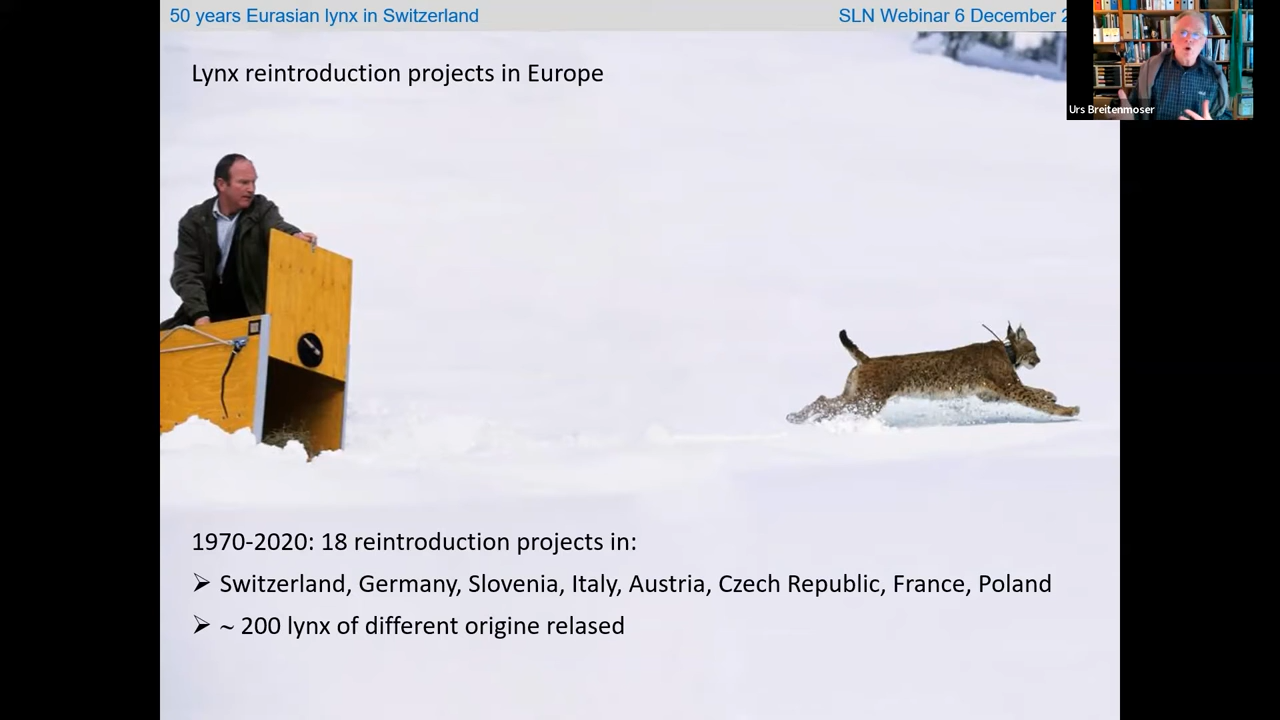 50 years Eurasian lynx in Switzerland
SLN Webinar 6 December
Urs Breitenmoser
Lynx reintroduction projects in Europe
1970-2020: 18 reintroduction projects in:
➢ Switzerland, Germany, Slovenia, Italy, Austria, Czech Republic, France, Poland
➢ ~ 200 lynx of different origine relased